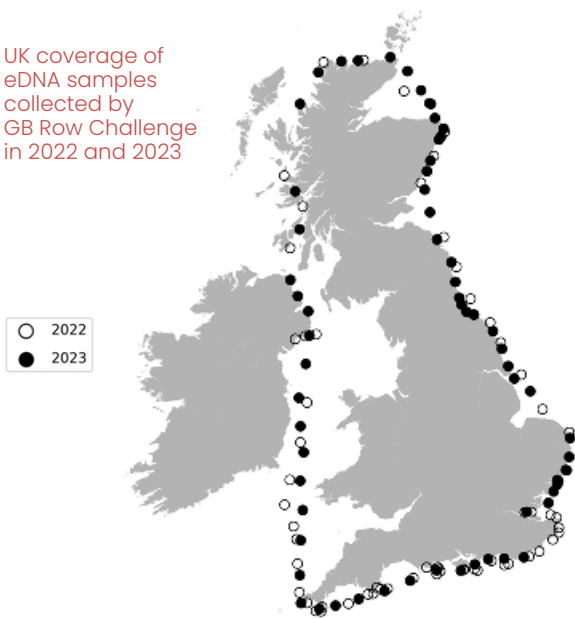 UK coverage of
eDNA samples
collected by
GB Row Challenge
in 2022 and 2023
2022
2023